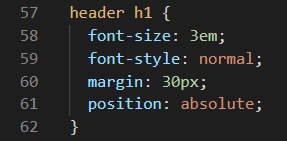 57 header h1 {
58   font-size: 3em;
59   font-style: normal;
60   margin: 30px;
61   position: absolute;
62 }